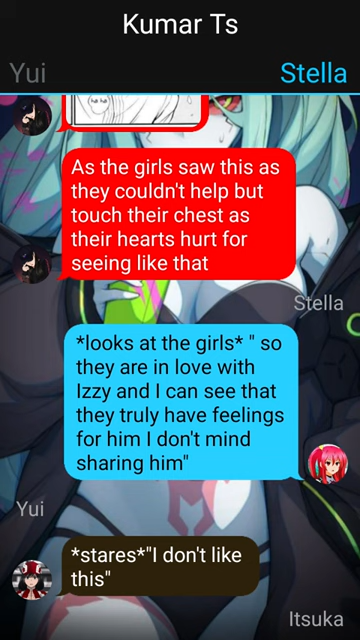 Kumar Ts
Yui
Stella
As the girls saw this as
they couldn't help but
touch their chest as
their hearts hurt for
seeing like that
Stella
*looks at the girls* " so
they are in love with
Izzy and I can see that
they truly have feelings
for him I don't mind
sharing him"
Yui
*stares*"I don't like
this"
Itsuka